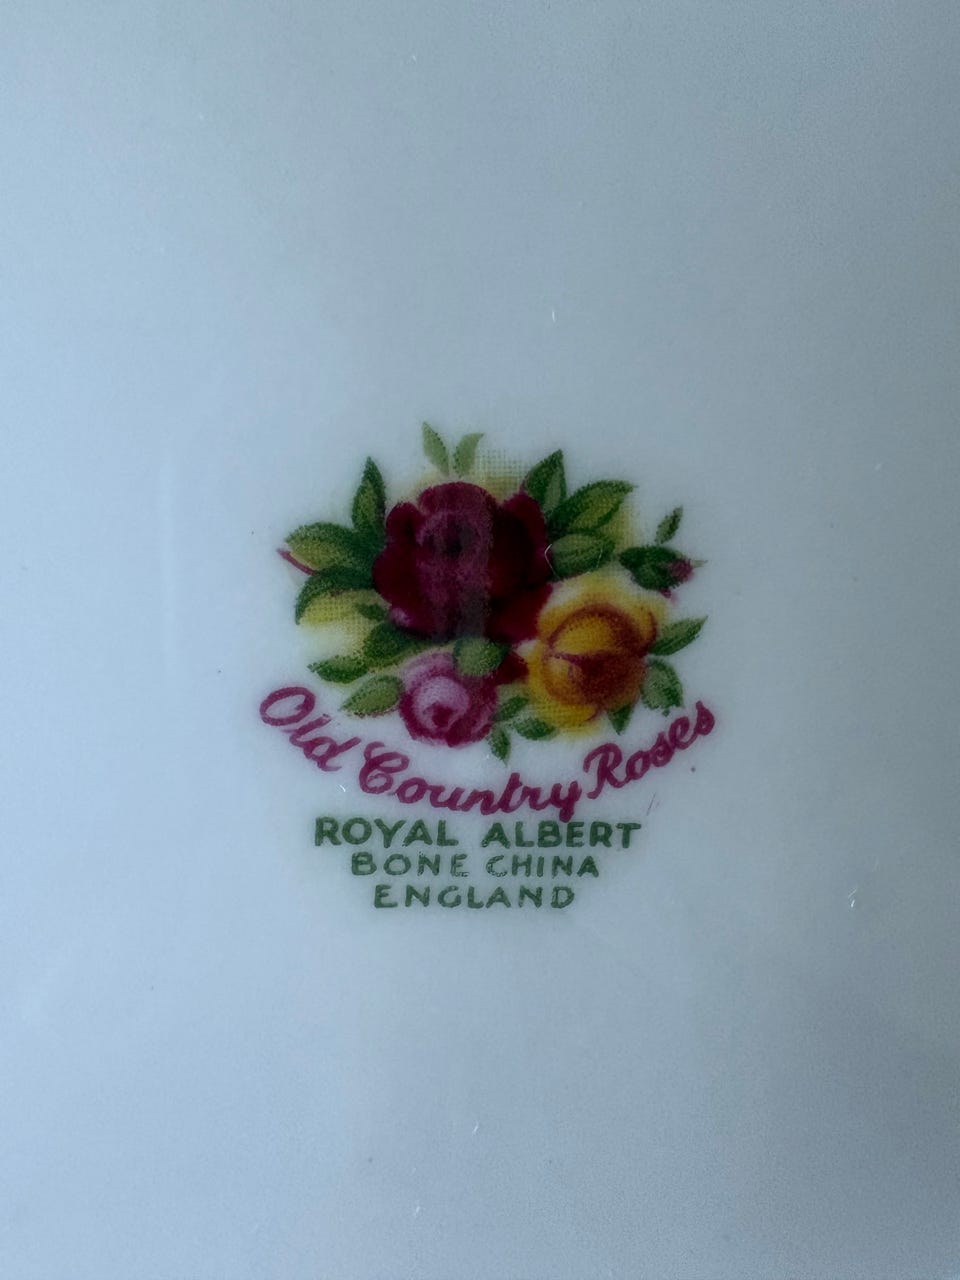 Old Country Roses
ROYAL ALBERT
BONE CHINA
ENGLAND